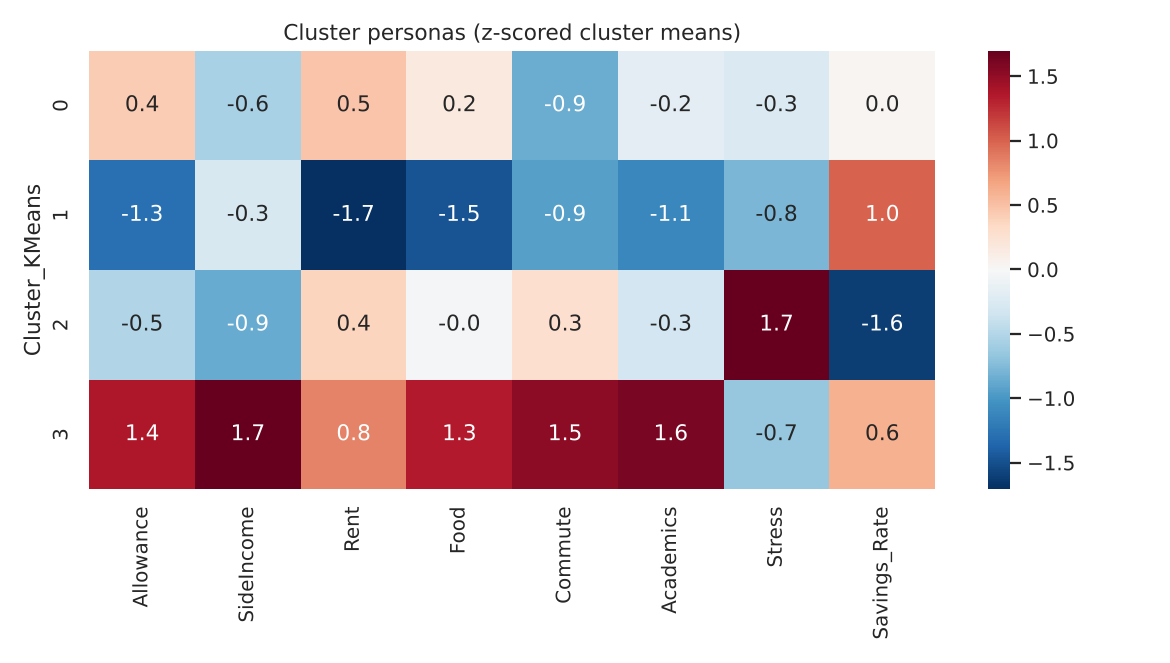 Cluster personas (z-scored cluster means)
Cluster_KMeans
0
0.4 -0.6 0.5 0.2 -0.9 -0.2 -0.3 0.0
1
-1.3 -0.3 -1.7 -1.5 -0.9 -1.1 -0.8 1.0
2
-0.5 -0.9 0.4 -0.0 0.3 -0.3 1.7 -1.6
3
1.4 1.7 0.8 1.3 1.5 1.6 -0.7 0.6
Allowance
SideIncome
Rent
Food
Commute
Academics
Stress
Savings_Rate
1.5
1.0
0.5
0.0
−0.5
−1.0
−1.5